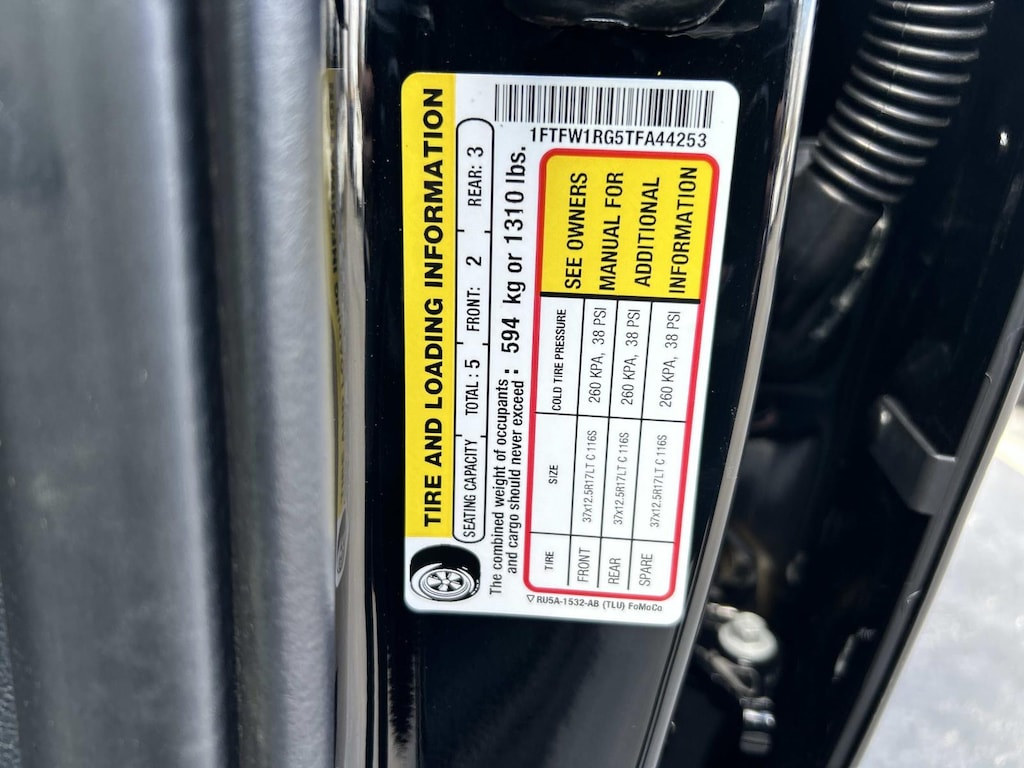 1FTFW1RG5TFA44253
TIRE AND LOADING INFORMATION
SEATING CAPACITY TOTAL: 5 FRONT: 2 REAR: 3
The combined weight of occupants
and cargo should never exceed : 594 kg or 1310 lbs.
TIRE SIZE COLD TIRE PRESSURE
FRONT 37x12.5R17LT C 116S 260 KPA, 38 PSI
REAR 37x12.5R17LT C 116S 260 KPA, 38 PSI
SPARE 37x12.5R17LT C 116S 260 KPA, 38 PSI
SEE OWNERS
MANUAL FOR
ADDITIONAL
INFORMATION
RU5A-1532-AB (TLU) FoMoCo